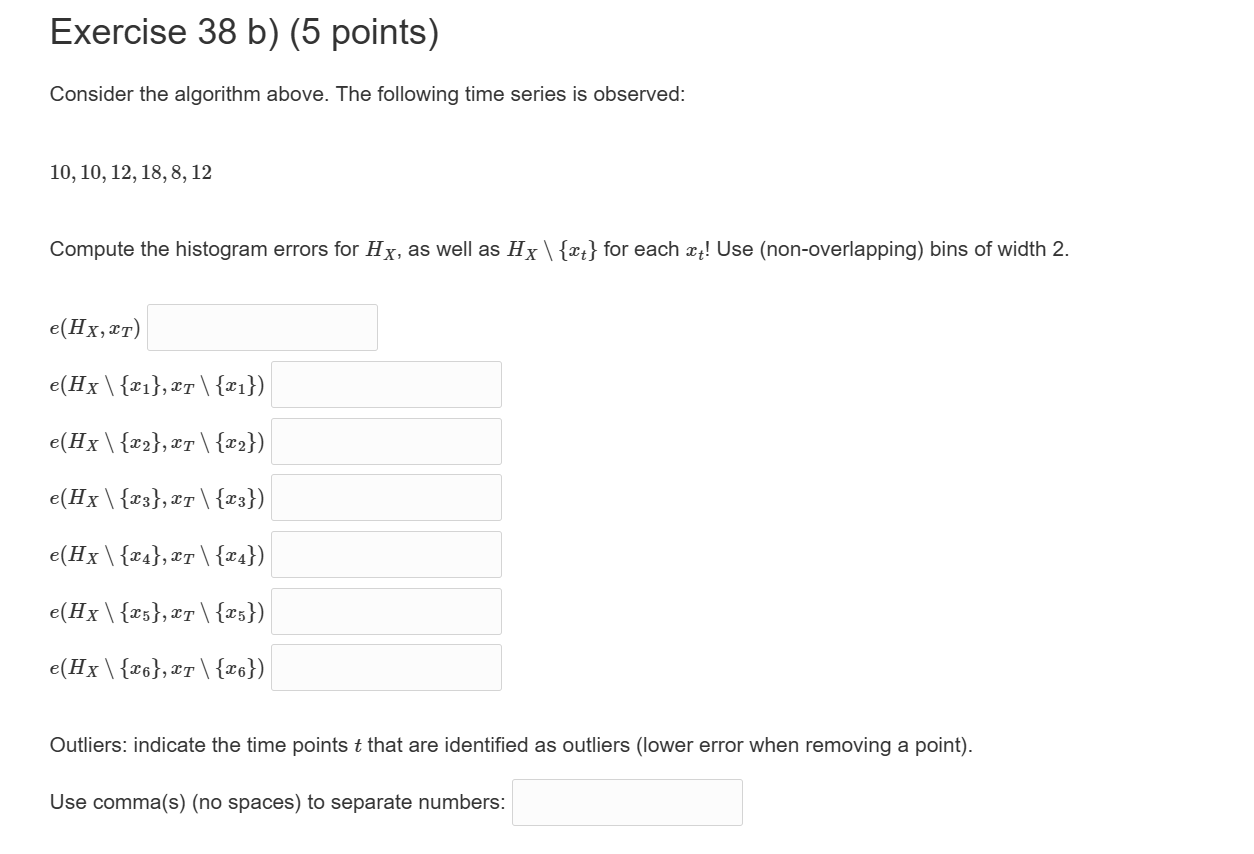 Exercise 38 b) (5 points)
Consider the algorithm above. The following time series is observed:
10, 10, 12, 18, 8, 12
Compute the histogram errors for H_X, as well as H_X \ {x_t} for each x_t! Use (non-overlapping) bins of width 2.
e(H_X, x_T)
e(H_X \ {x_1}, x_T \ {x_1})
e(H_X \ {x_2}, x_T \ {x_2})
e(H_X \ {x_3}, x_T \ {x_3})
e(H_X \ {x_4}, x_T \ {x_4})
e(H_X \ {x_5}, x_T \ {x_5})
e(H_X \ {x_6}, x_T \ {x_6})
Outliers: indicate the time points t that are identified as outliers (lower error when removing a point).
Use comma(s) (no spaces) to separate numbers: